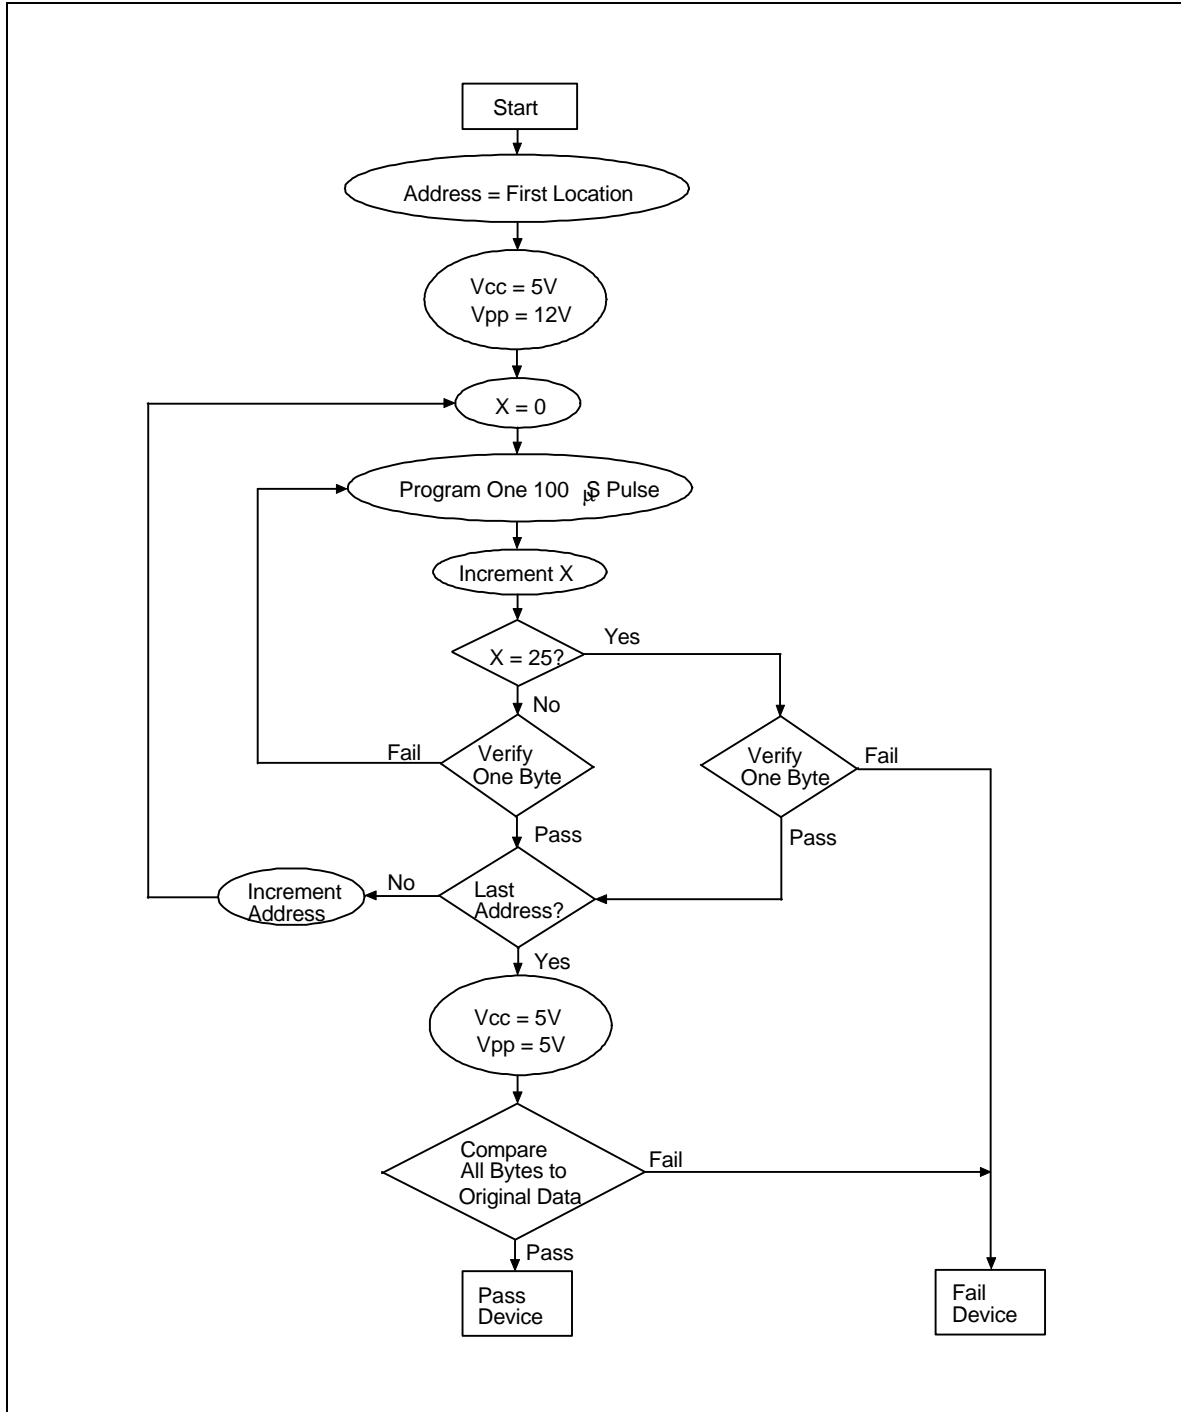 Start
Address = First Location
Vcc = 5V
Vpp = 12V
X = 0
Program One 100 μS Pulse
Increment X
X = 25?
Yes
No
Verify
One Byte
Fail
Verify
One Byte
Fail
Pass
Pass
Last
Address?
No
Increment
Address
Yes
Vcc = 5V
Vpp = 5V
Compare
All Bytes to
Original Data
Fail
Pass
Pass
Device
Fail
Device